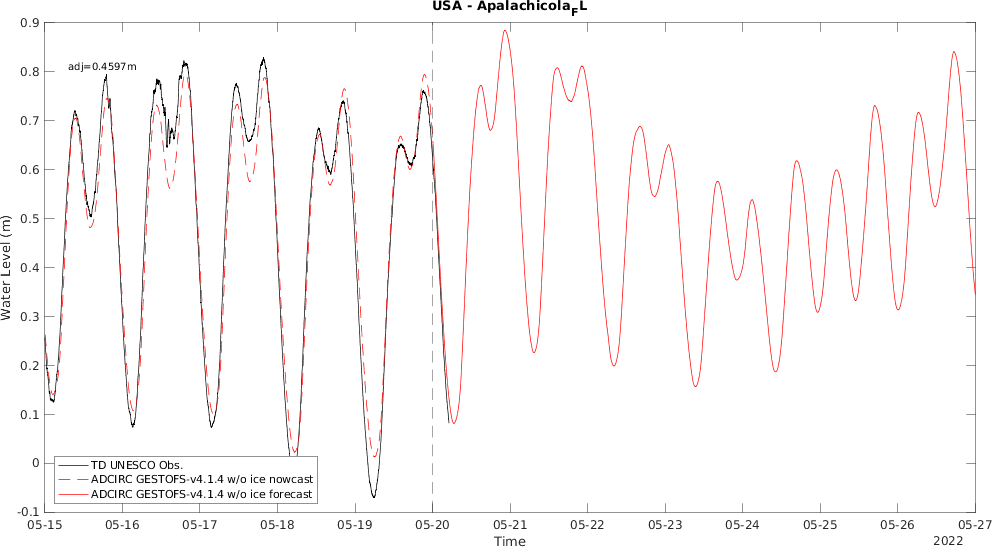 USA - Apalachicola_FL
adj=0.4597m
Water Level (m)
0.9
0.8
0.7
0.6
0.5
0.4
0.3
0.2
0.1
0
-0.1
TD UNESCO Obs.
ADCIRC GESTOFS-v4.1.4 w/o ice nowcast
ADCIRC GESTOFS-v4.1.4 w/o ice forecast
05-15 05-16 05-17 05-18 05-19 05-20 05-21 05-22 05-23 05-24 05-25 05-26 05-27
Time
2022